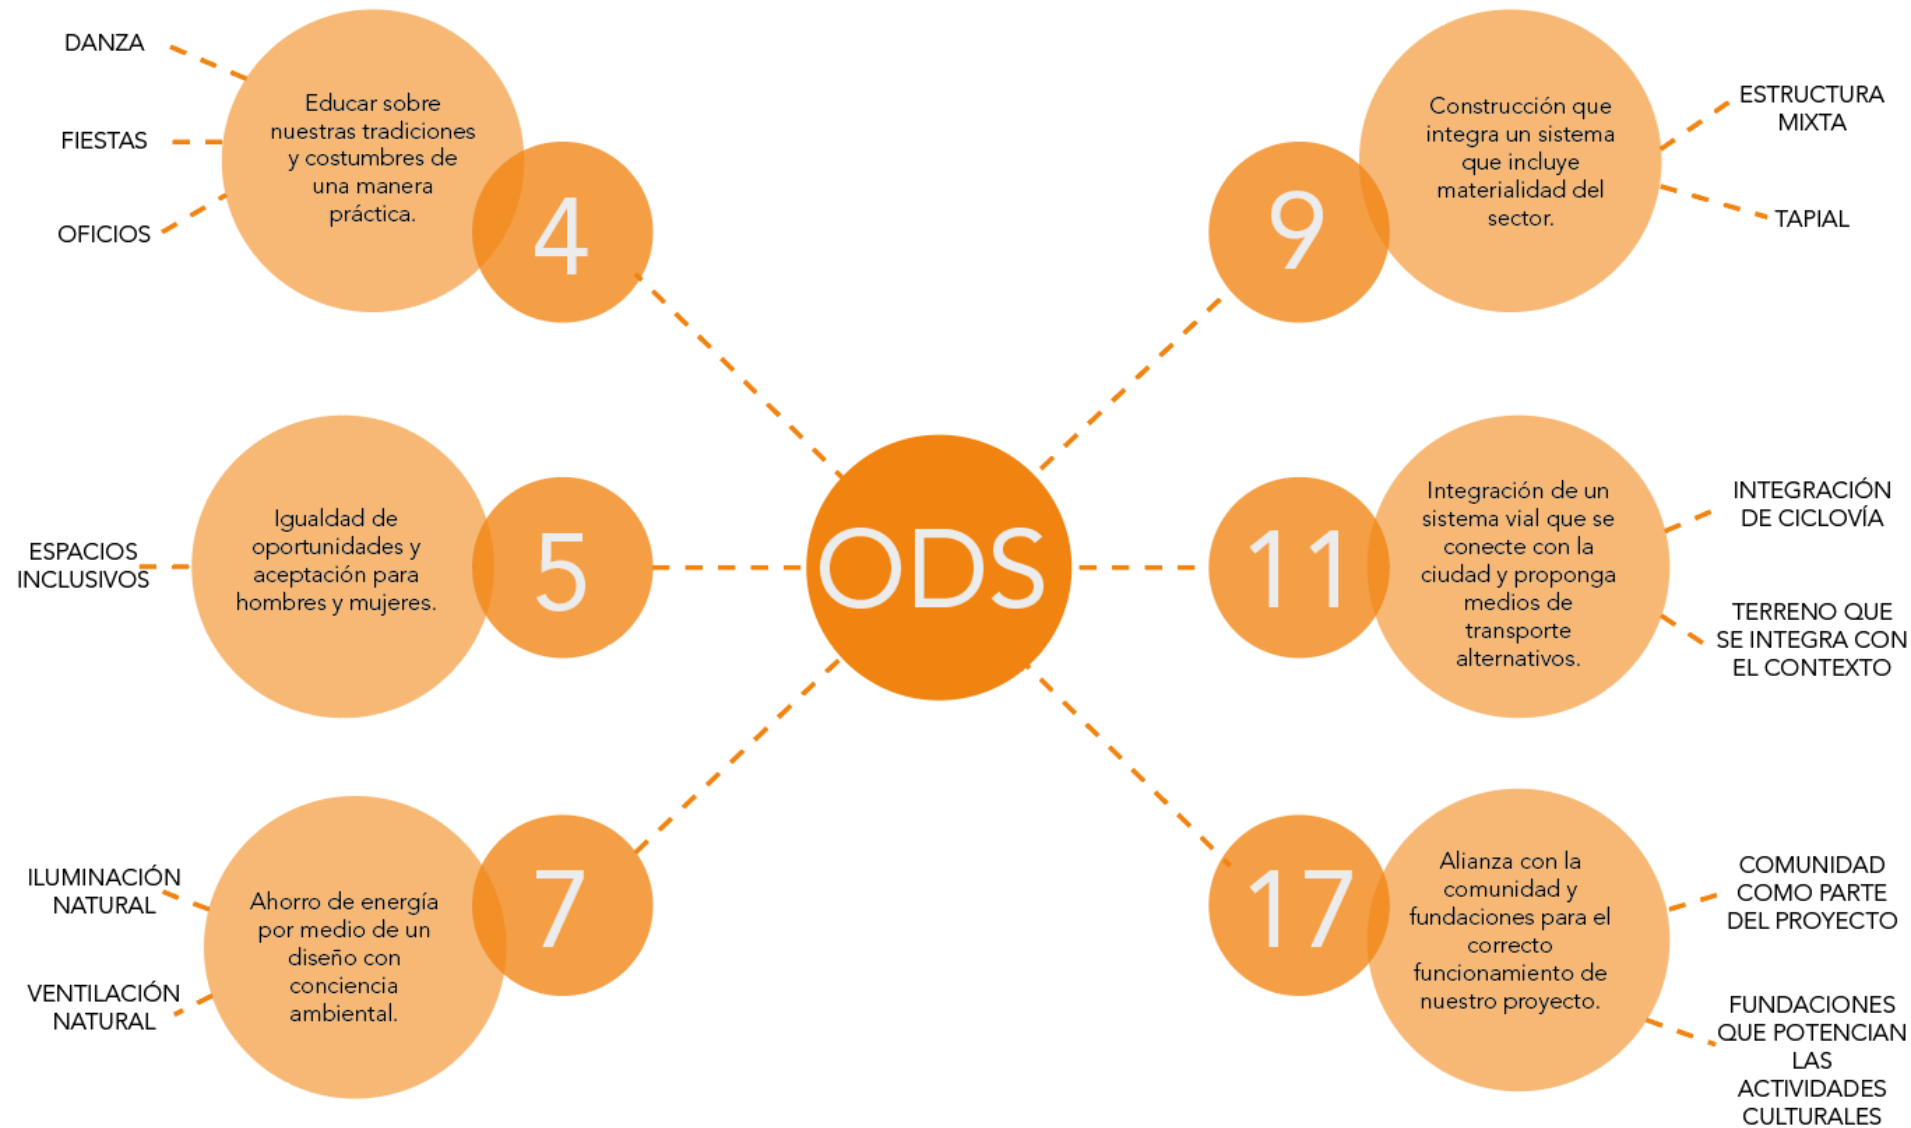 DANZA
FIESTAS
OFICIOS
Educar sobre
nuestras tradiciones
y costumbres de
una manera
práctica.
4
ESPACIOS
INCLUSIVOS
Igualdad de
oportunidades y
aceptación para
hombres y mujeres.
5
ILUMINACIÓN
NATURAL
VENTILACIÓN
NATURAL
Ahorro de energía
por medio de un
diseño con
conciencia
ambiental.
7
ODS
9
Construcción que
integra un sistema
que incluye
materialidad del
sector.
ESTRUCTURA
MIXTA
TAPIAL
11
Integración de un
sistema vial que se
conecte con la
ciudad y proponga
medios de
transporte
alternativos.
INTEGRACIÓN
DE CICLOVÍA
TERRENO QUE
SE INTEGRA CON
EL CONTEXTO
17
Alianza con la
comunidad y
fundaciones para el
correcto
funcionamiento de
nuestro proyecto.
COMUNIDAD
COMO PARTE
DEL PROYECTO
FUNDACIONES
QUE POTENCIAN
LAS
ACTIVIDADES
CULTURALES